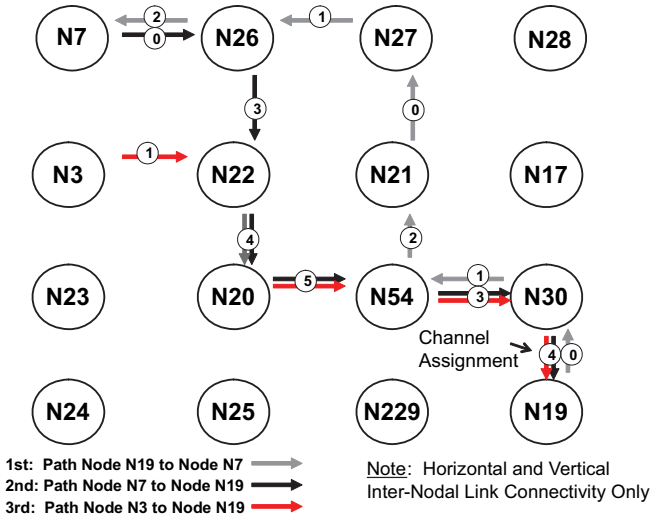 2
1
N7
N26
N27
N28
0
3
0
1
N3
N22
N21
N17
4
2
1
5
N23
N20
N54
N30
3
Channel
Assignment
4
0
N24
N25
N229
N19
1st: Path Node N19 to Node N7
2nd: Path Node N7 to Node N19
3rd: Path Node N3 to Node N19
Note: Horizontal and Vertical
Inter-Nodal Link Connectivity Only